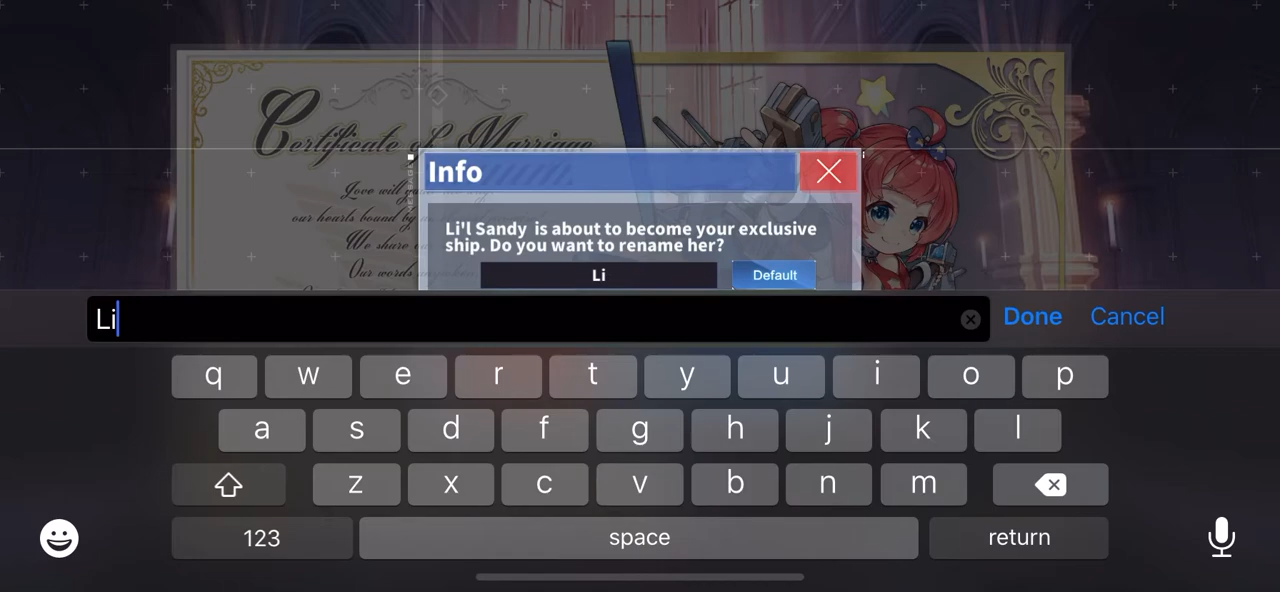 Certificate of Marriage
Love will
our hearts bound by
We share
Our words
Info
Li'l Sandy is about to become your exclusive
ship. Do you want to rename her?
Li
Default
Li
Done
Cancel
q w e r t y u i o p
a s d f g h j k l
z x c v b n m
123
space
return